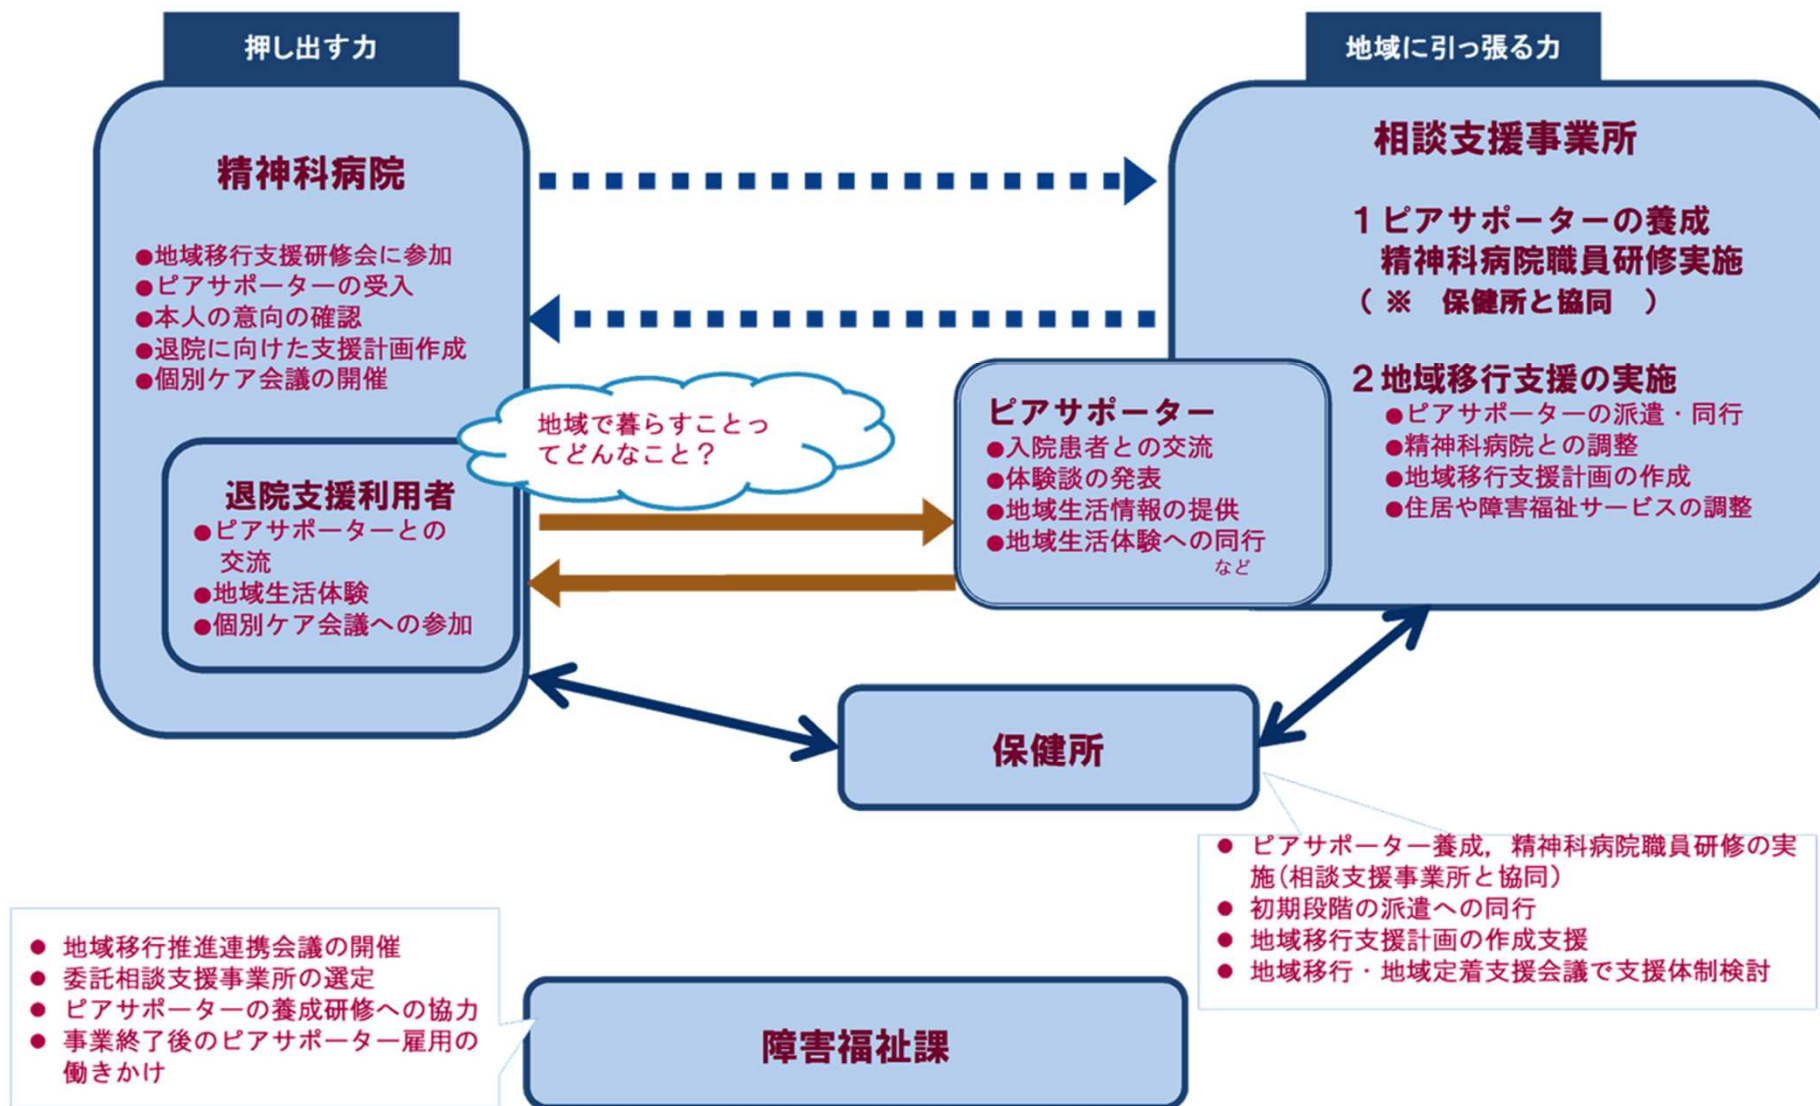 押し出す力
地域に引っ張る力
精神科病院
●地域移行支援研修会に参加
●ピアサポーターの受入
●本人の意向の確認
●退院に向けた支援計画作成
●個別ケア会議の開催
退院支援利用者
●ピアサポーターとの
交流
●地域生活体験
●個別ケア会議への参加
地域で暮らすことっ
てどんなこと？
相談支援事業所
1 ピアサポーターの養成
精神科病院職員研修実施
（ ※　保健所と協同　）
2 地域移行支援の実施
●ピアサポーターの派遣・同行
●精神科病院との調整
●地域移行支援計画の作成
●住居や障害福祉サービスの調整
ピアサポーター
●入院患者との交流
●体験談の発表
●地域生活情報の提供
●地域生活体験への同行
など
保健所
● ピアサポーター養成，精神科病院職員研修の実
施（相談支援事業所と協同）
● 初期段階の派遣への同行
● 地域移行支援計画の作成支援
● 地域移行・地域定着支援会議で支援体制検討
● 地域移行推進連携会議の開催
● 委託相談支援事業所の選定
● ピアサポーターの養成研修への協力
● 事業終了後のピアサポーター雇用の
働きかけ
障害福祉課